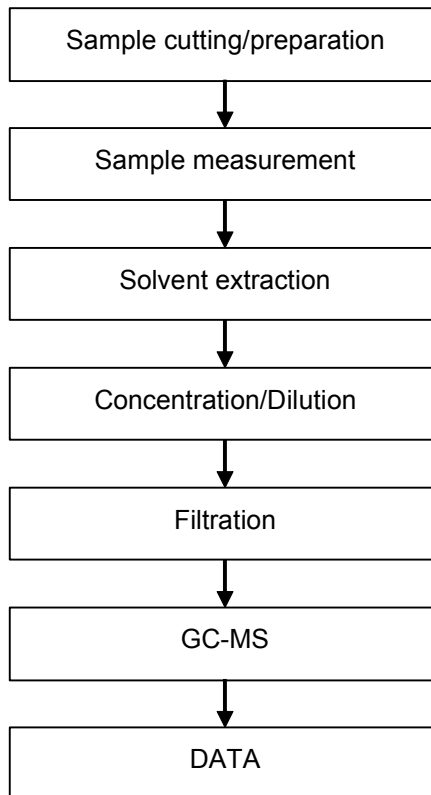 Sample cutting/preparation
Sample measurement
Solvent extraction
Concentration/Dilution
Filtration
GC-MS
DATA